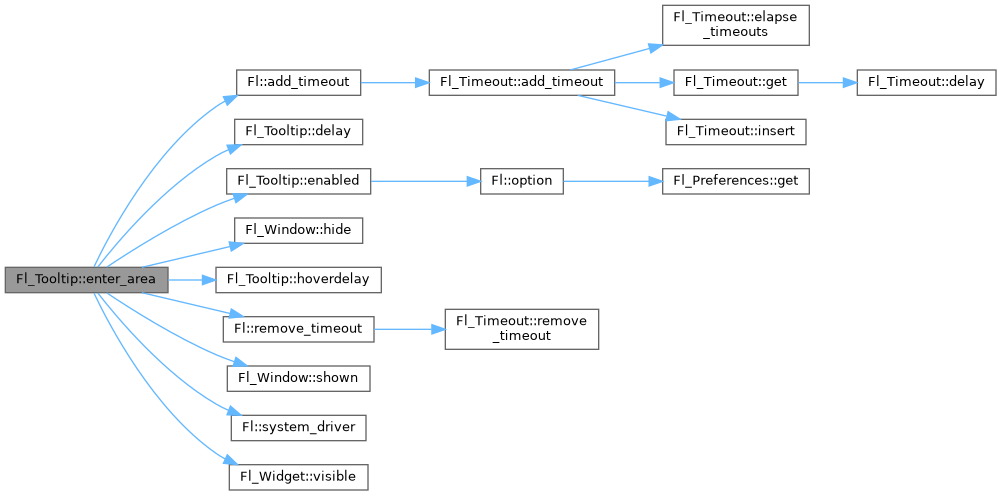 Fl_Tooltip::enter_area
Fl::add_timeout
Fl_Timeout::add_timeout
Fl_Timeout::elapse
_timeouts
Fl_Timeout::get
Fl_Timeout::delay
Fl_Timeout::insert
Fl_Tooltip::delay
Fl_Tooltip::enabled
Fl::option
Fl_Preferences::get
Fl_Window::hide
Fl_Tooltip::hoverdelay
Fl::remove_timeout
Fl_Timeout::remove
_timeout
Fl_Window::shown
Fl::system_driver
Fl_Widget::visible